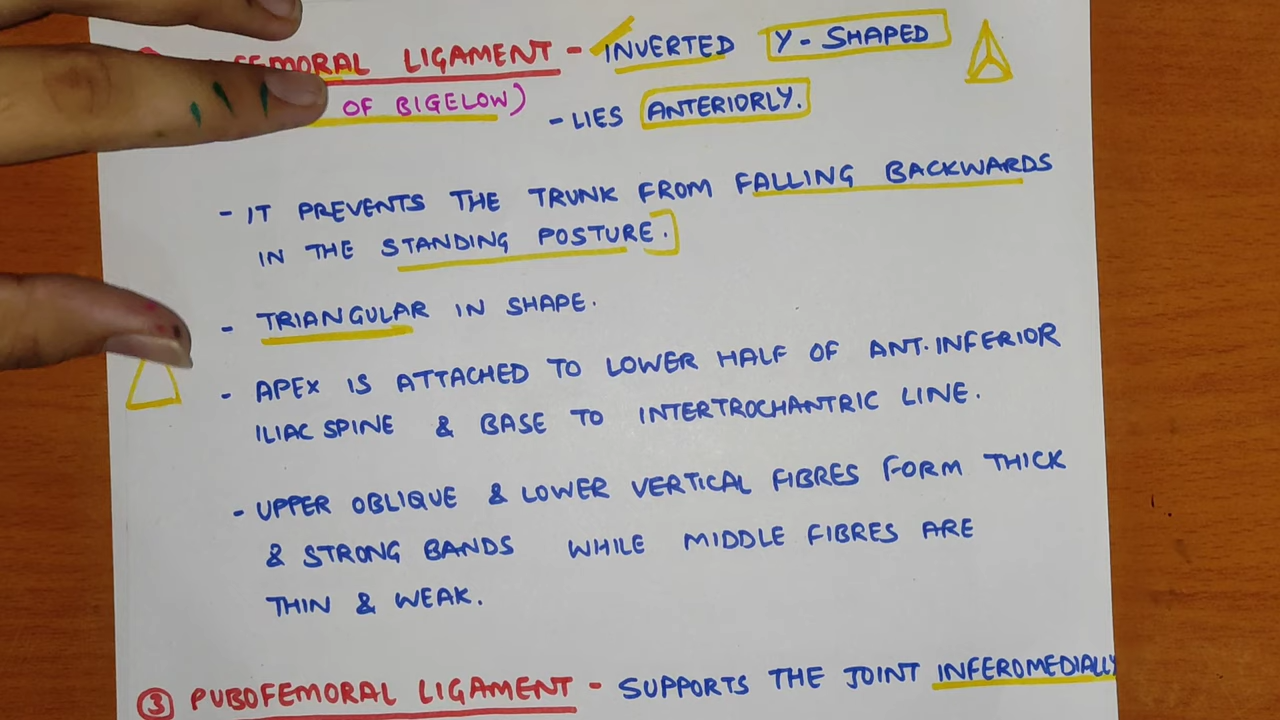 FEMORAL LIGAMENT - INVERTED Y-SHAPED
OF BIGELOW)
- LIES ANTERIORLY.
- IT PREVENTS THE TRUNK FROM FALLING BACKWARDS
IN THE STANDING POSTURE.
- TRIANGULAR IN SHAPE.
- APEX IS ATTACHED TO LOWER HALF OF ANT. INFERIOR
ILIAC SPINE & BASE TO INTERTROCHANTRIC LINE.
- UPPER OBLIQUE & LOWER VERTICAL FIBRES FORM THICK
& STRONG BANDS WHILE MIDDLE FIBRES ARE
THIN & WEAK.
③ PUBOFEMORAL LIGAMENT - SUPPORTS THE JOINT INFEROMEDIALLY